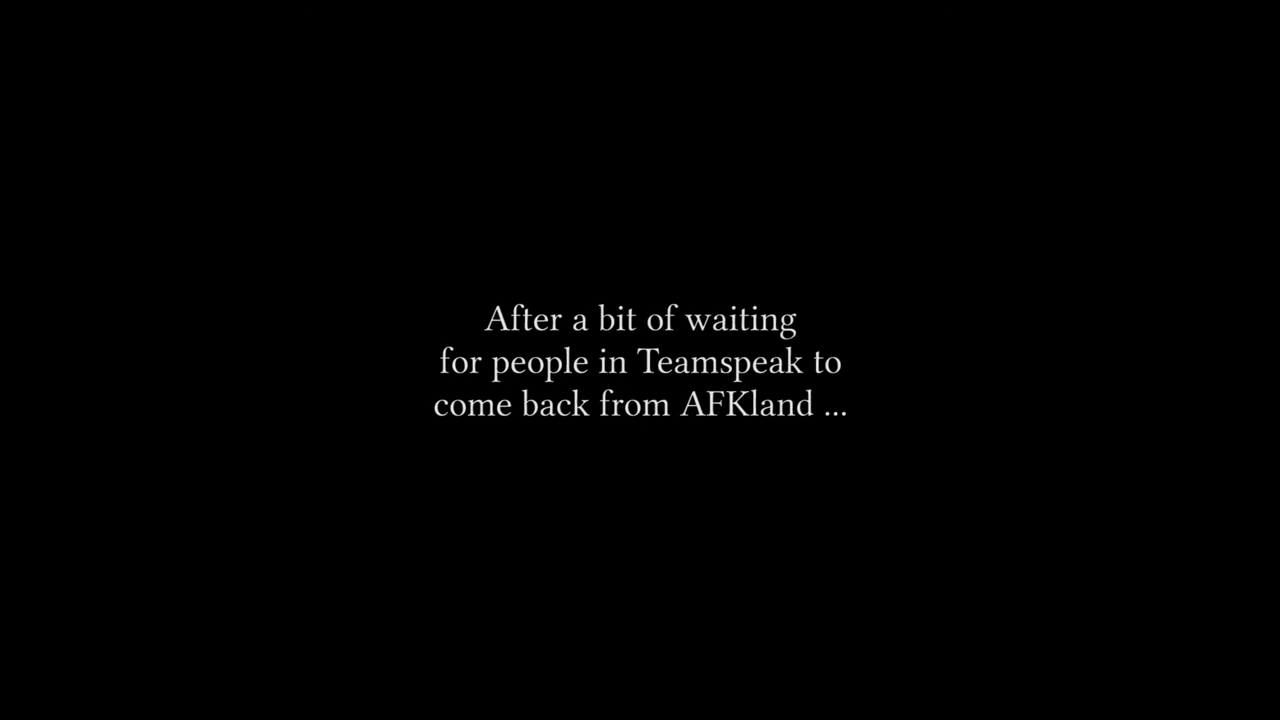 After a bit of waiting
for people in Teamspeak to
come back from AFKland ...